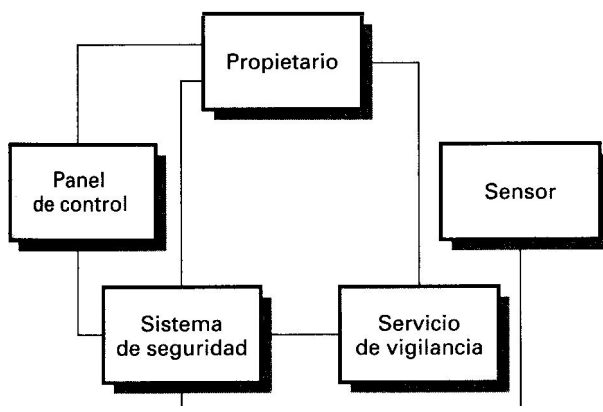 Propietario
Panel
de control
Sensor
Sistema
de seguridad
Servicio
de vigilancia